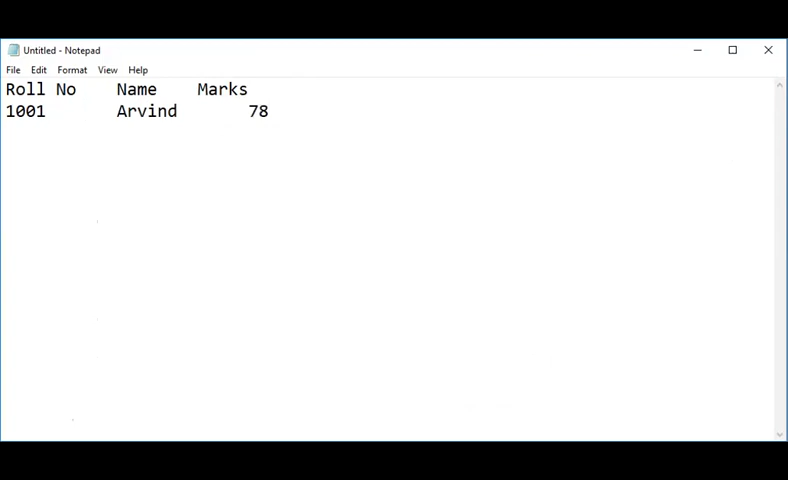 Untitled - Notepad
File Edit Format View Help
Roll No    Name    Marks
1001       Arvind       78